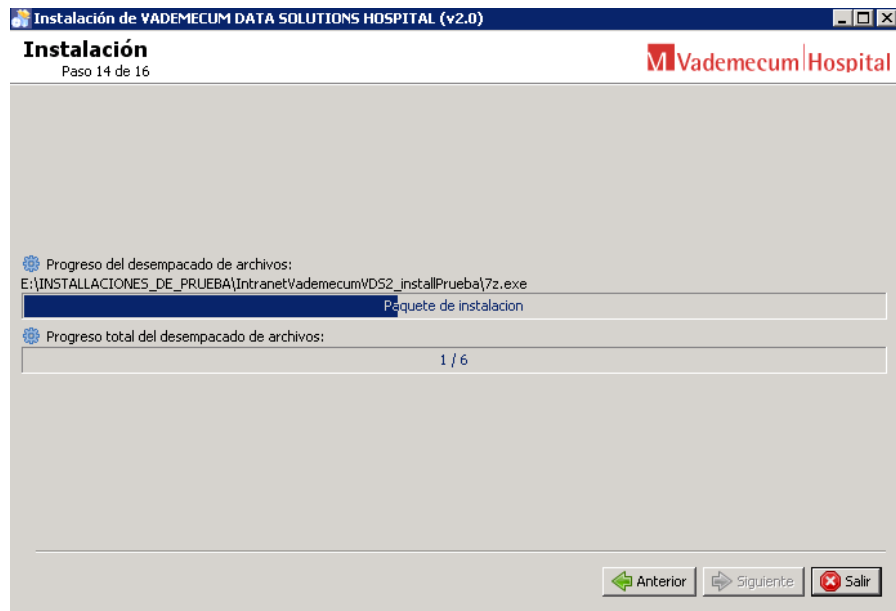 Instalación de VADEMECUM DATA SOLUTIONS HOSPITAL (v2.0)
Instalación
Paso 14 de 16
Vademecum Hospital
Progreso del desempacado de archivos:
E:\INSTALLACIONES_DE_PRUEBA\IntranetVademecumVDS2_installPrueba\7z.exe
Paquete de instalacion
Progreso total del desempacado de archivos:
1 / 6
Anterior Siguiente Salir